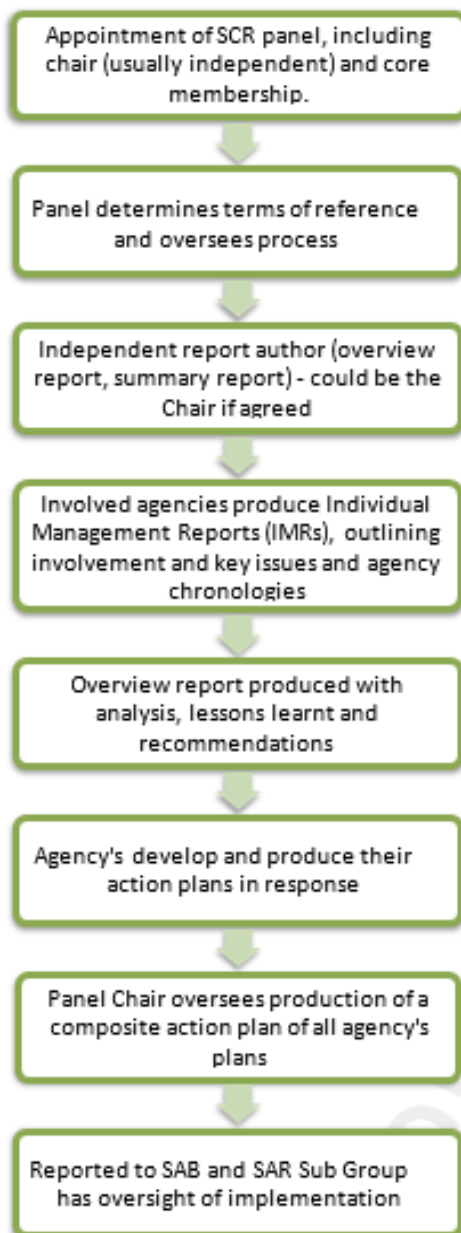 Appointment of SCR panel, including
chair (usually independent) and core
membership.
Panel determines terms of reference
and oversees process
Independent report author (overview
report, summary report) - could be the
Chair if agreed
Involved agencies produce Individual
Management Reports (IMRs), outlining
involvement and key issues and agency
chronologies
Overview report produced with
analysis, lessons learnt and
recommendations
Agency's develop and produce their
action plans in response
Panel Chair oversees production of a
composite action plan of all agency's
plans
Reported to SAB and SAR Sub Group
has oversight of implementation